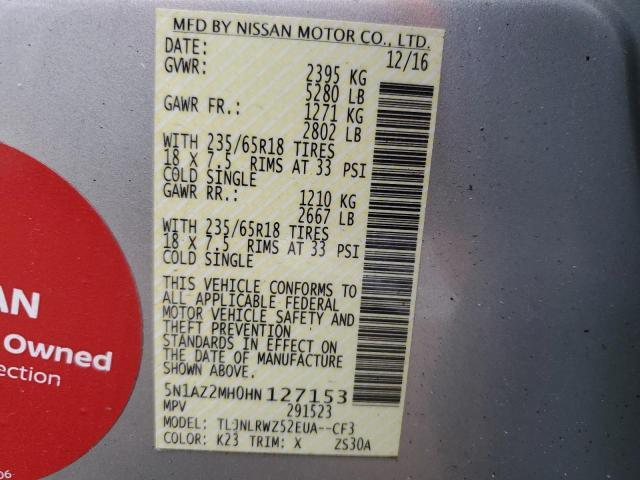 MFD BY NISSAN MOTOR CO., LTD.
DATE: 12/16
GVWR: 2395 KG
5280 LB
GAWR FR.: 1271 KG
2802 LB
WITH 235/65R18 TIRES
18 X 7.5 RIMS AT 33 PSI
COLD SINGLE
GAWR RR.: 1210 KG
2667 LB
WITH 235/65R18 TIRES
18 X 7.5 RIMS AT 33 PSI
COLD SINGLE
THIS VEHICLE CONFORMS TO
ALL APPLICABLE FEDERAL
MOTOR VEHICLE SAFETY AND
THEFT PREVENTION
STANDARDS IN EFFECT ON
THE DATE OF MANUFACTURE
SHOWN ABOVE.
5N1AZ2MH0HN127153
MPV 291523
MODEL: TLJNLRWZ52EUA--CF3
COLOR: K23 TRIM: X ZS30A
AN
Owned
ection
06